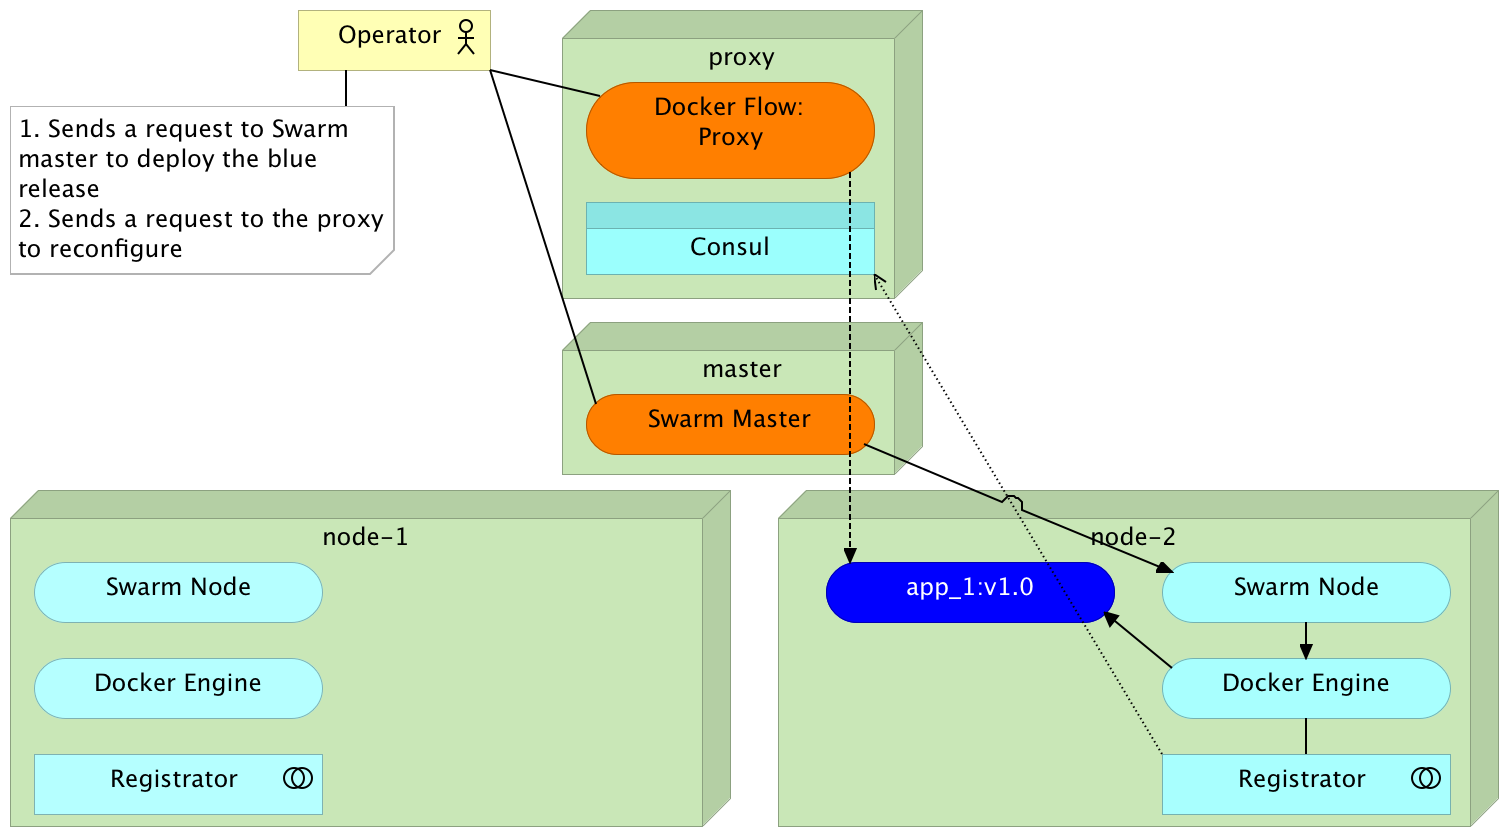 Operator
1. Sends a request to Swarm
master to deploy the blue
release
2. Sends a request to the proxy
to reconfigure
proxy
Docker Flow:
Proxy
Consul
master
Swarm Master
node-1
Swarm Node
Docker Engine
Registrator
node-2
app_1:v1.0
Swarm Node
Docker Engine
Registrator